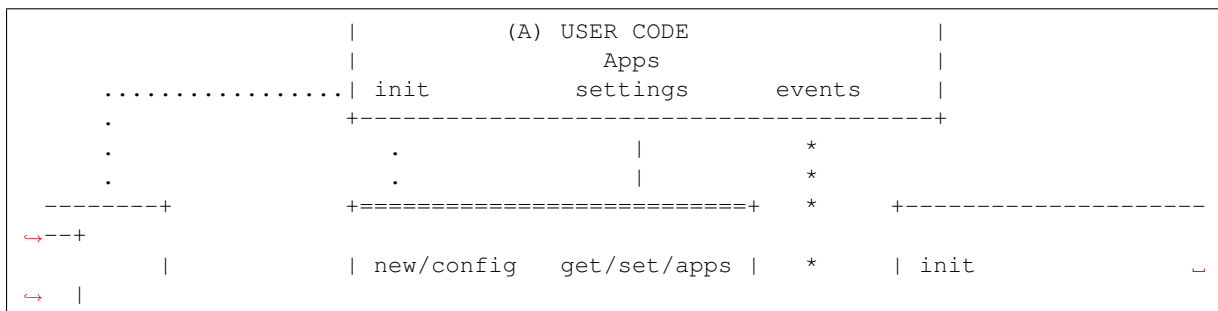 |          (A) USER CODE                 |
|                 Apps                   |
.................| init          settings      events     |
.                +----------------------------------------+
.                   .                |           *
.                   .                |           *
--------+            +===========================+   *     +---------------------
↪--+
|            | new/config   get/set/apps |   *     | init                 ␣
↪  |